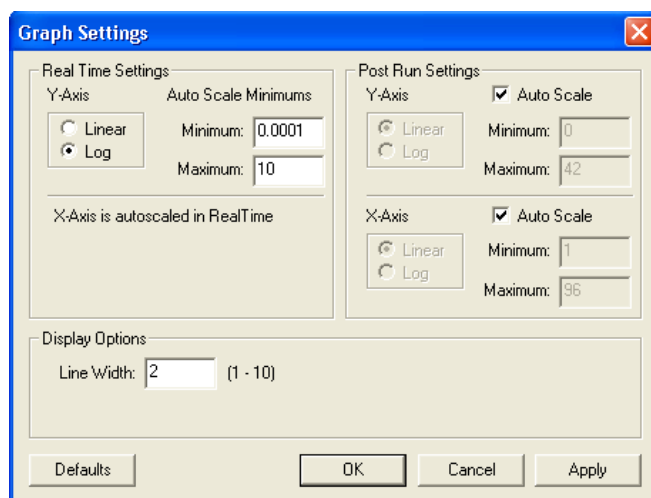 Graph Settings
Real Time Settings
Y-Axis Auto Scale Minimums
Linear
Log
Minimum: 0.0001
Maximum: 10
X-Axis is autoscaled in RealTime
Post Run Settings
Y-Axis Auto Scale
Linear
Log
Minimum: 0
Maximum: 42
X-Axis Auto Scale
Linear
Log
Minimum: 1
Maximum: 96
Display Options
Line Width: 2 (1 - 10)
Defaults OK Cancel Apply